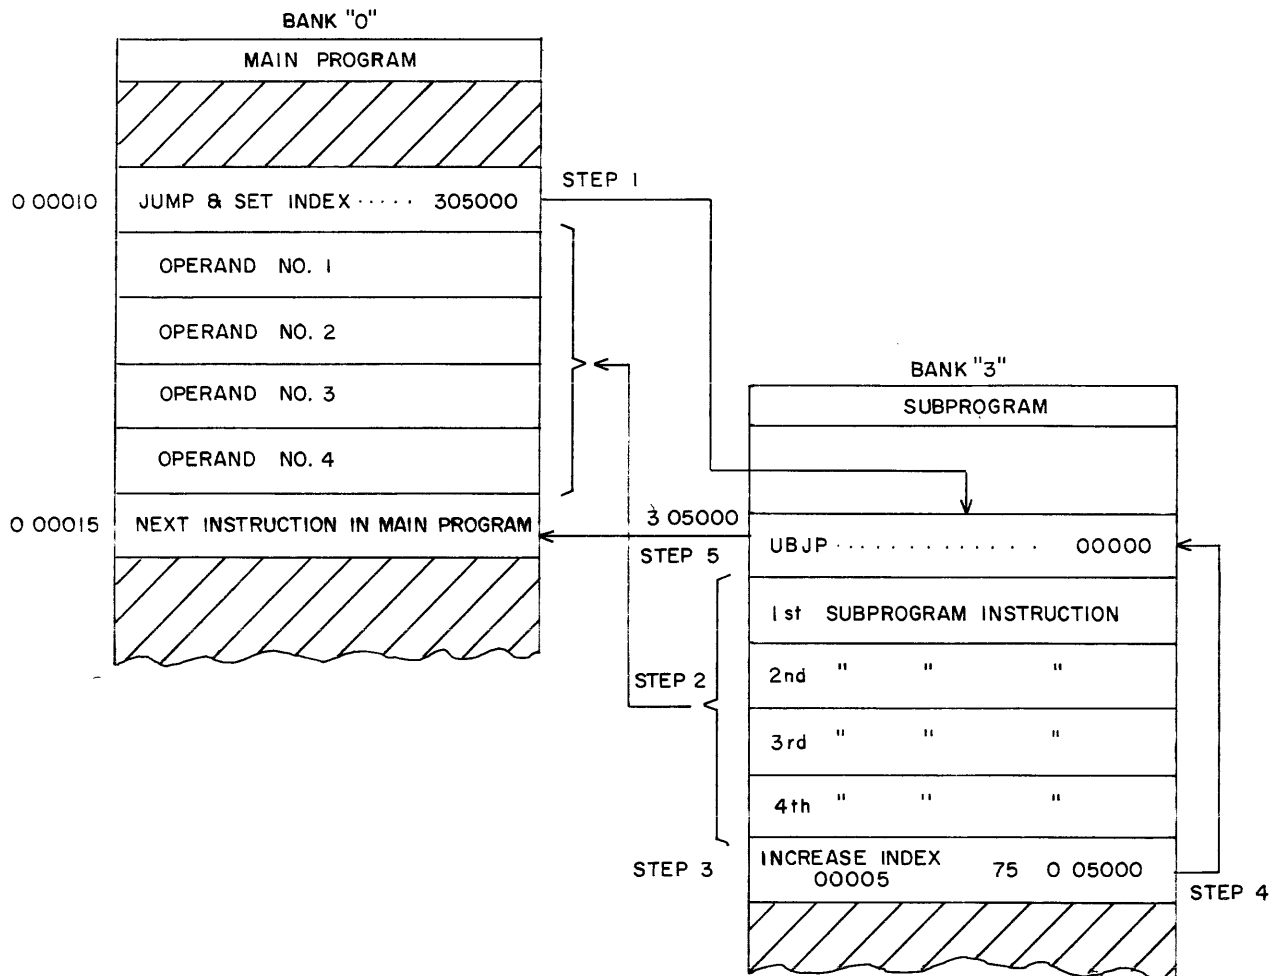 BANK "0"
MAIN PROGRAM
0 00010
JUMP & SET INDEX ····· 305000
STEP 1
OPERAND NO. 1
OPERAND NO. 2
OPERAND NO. 3
OPERAND NO. 4
0 00015
NEXT INSTRUCTION IN MAIN PROGRAM
BANK "3"
SUBPROGRAM
3 05000
STEP 5
UBJP · · · · · · · · · · · · · · 00000
1st SUBPROGRAM INSTRUCTION
STEP 2
2nd " " "
3rd " " "
4th " " "
STEP 3
INCREASE INDEX 75 0 05000
00005
STEP 4